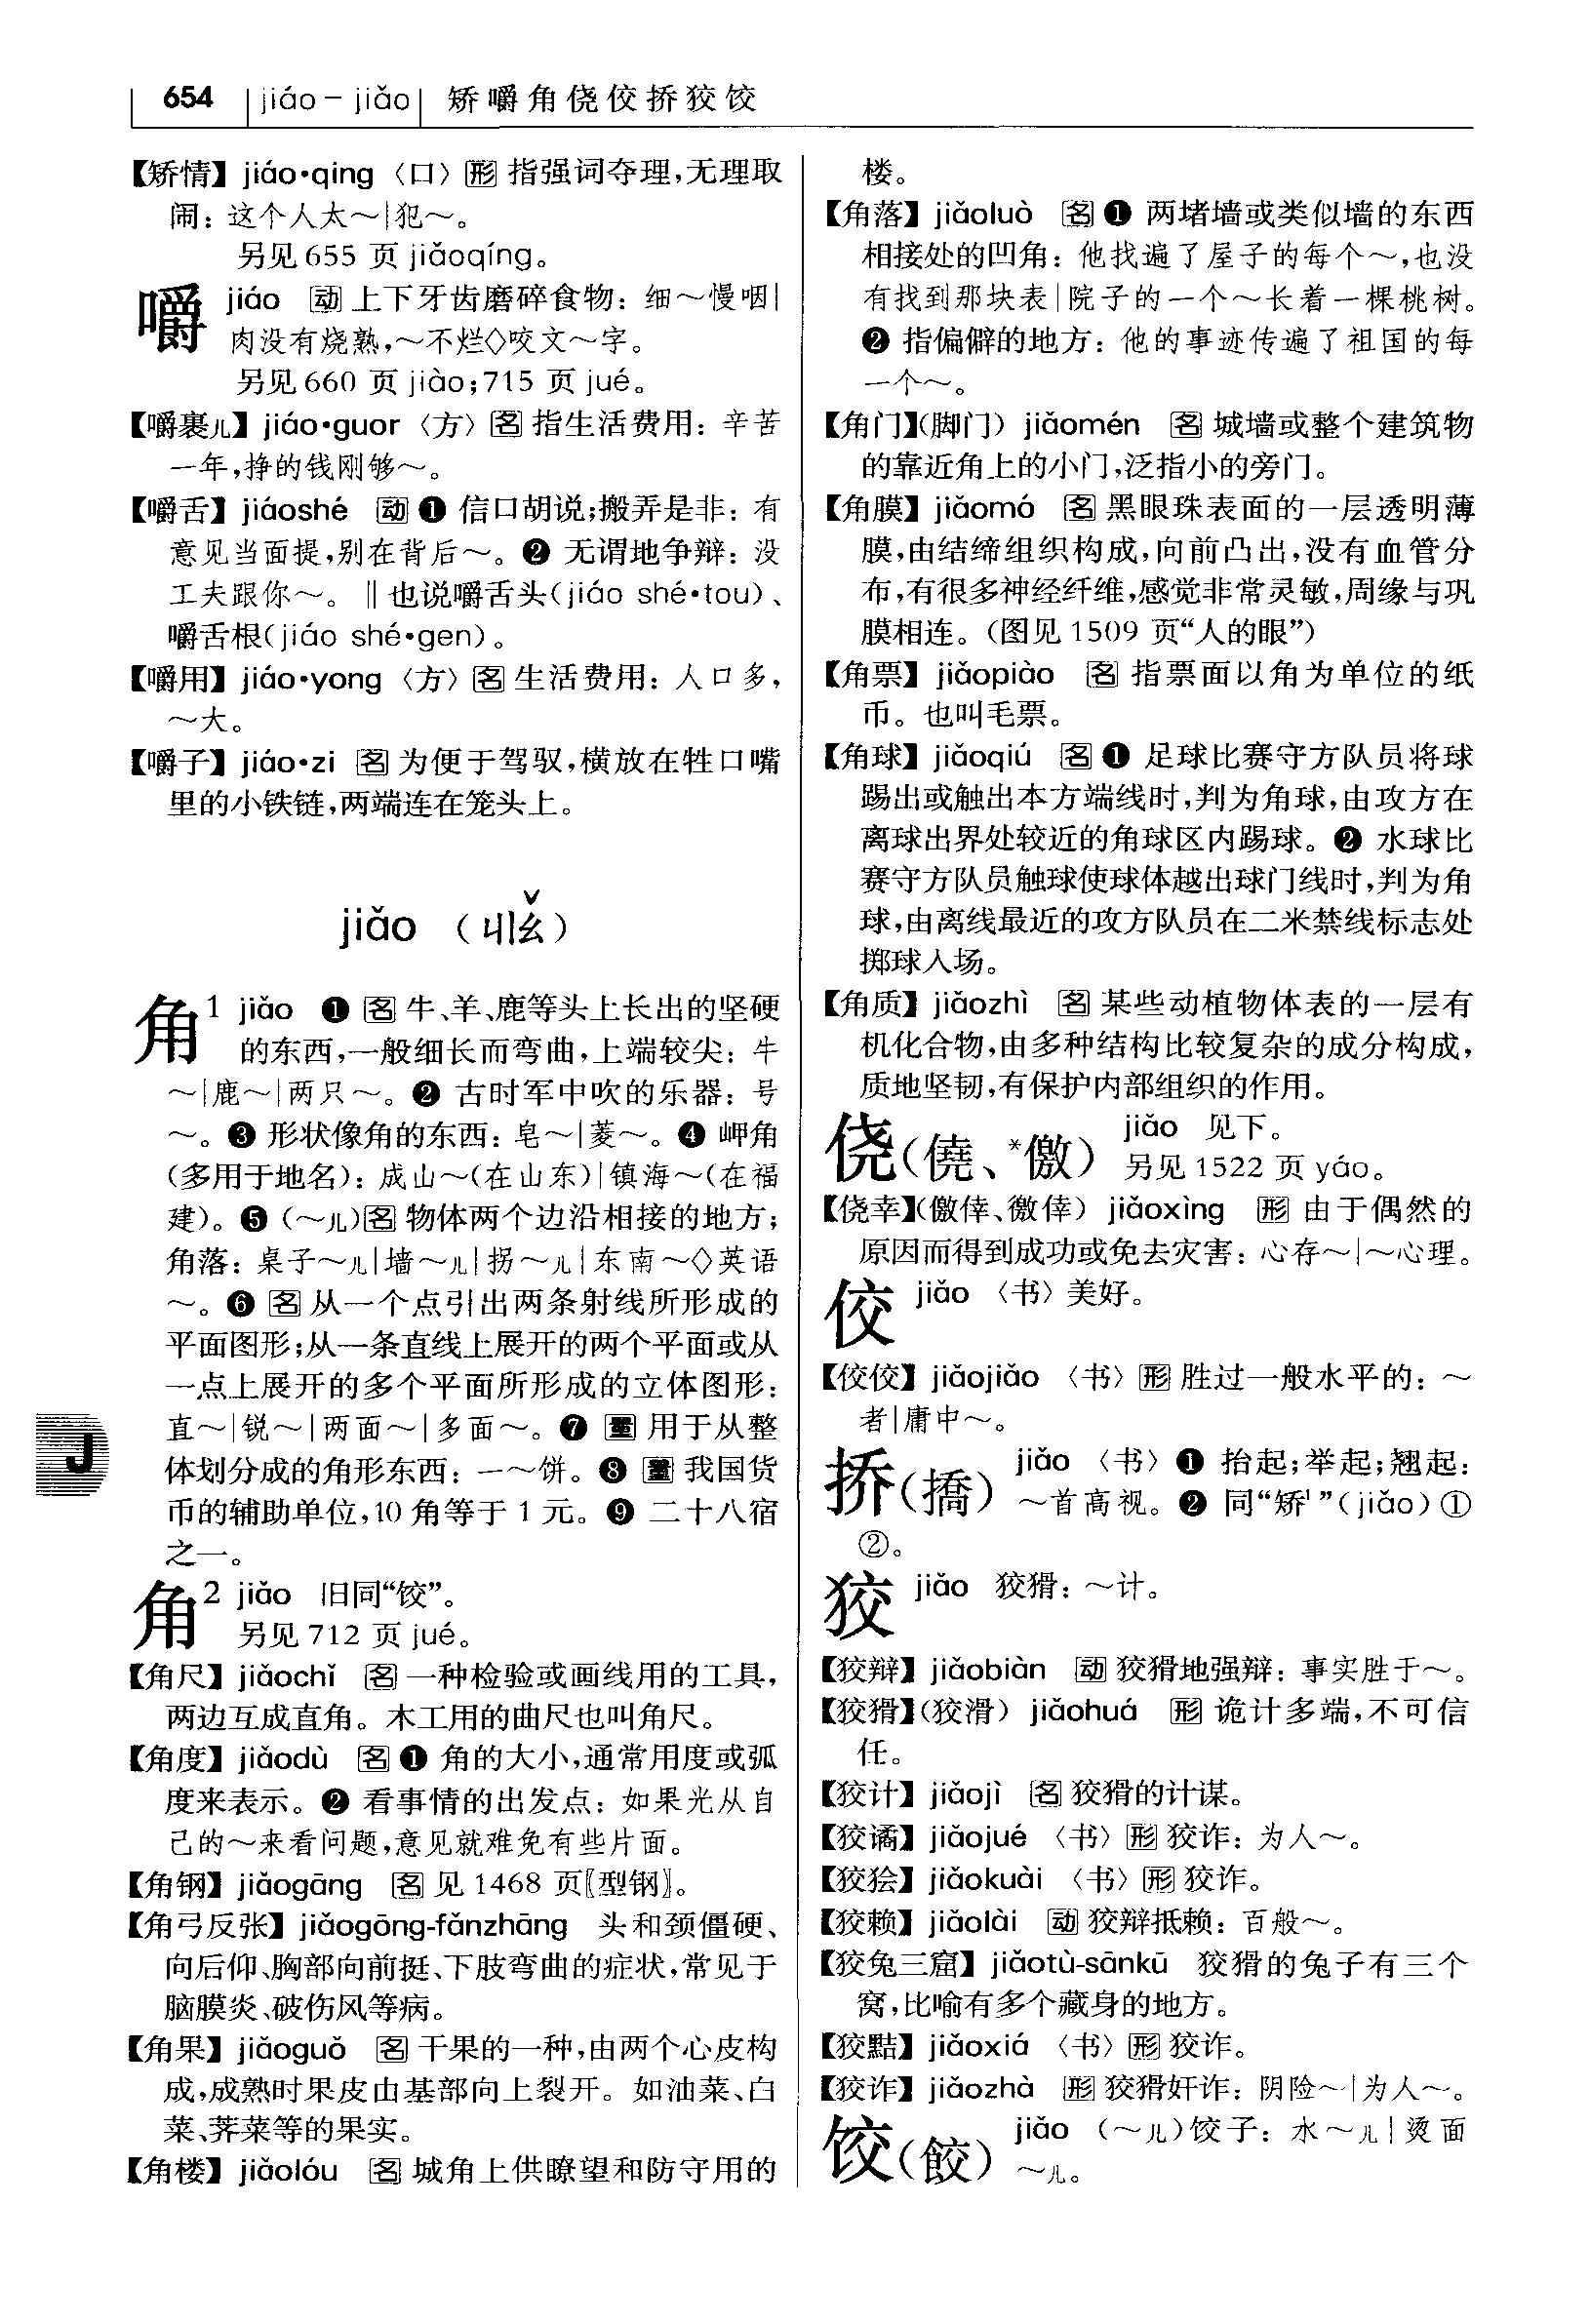 654 jiáo－jiǎo 矫嚼角侥佼挢狡饺
【矫情】jiáo•qing〈口〉形 指强词夺理，无理取
闹：这个人太～|犯～。
另见655 页 jiǎoqíng。
嚼 jiáo 动 上下牙齿磨碎食物：细～慢咽|
肉没有烧熟，～不烂◇咬文～字。
另见660 页 jiào；715 页 jué。
【嚼裹儿】jiáo•guor〈方〉名 指生活费用：辛苦
一年，挣的钱刚够～。
【嚼舌】jiáoshé 动 ❶ 信口胡说；搬弄是非：有
意见当面提，别在背后～。❷ 无谓地争辩：没
工夫跟你～。‖也说嚼舌头(jiáo shé•tou)、
嚼舌根(jiáo shé•gen)。
【嚼用】jiáo•yong〈方〉名 生活费用：人口多，
～大。
【嚼子】jiáo•zi 名 为便于驾驭，横放在牲口嘴
里的小铁链，两端连在笼头上。
jiǎo （ㄐㄧㄠˇ）
角1 jiǎo ❶ 名 牛、羊、鹿等头上长出的坚硬
的东西，一般细长而弯曲，上端较尖：牛
～|鹿～|两只～。❷ 古时军中吹的乐器：号
～。❸ 形状像角的东西：皂～|菱～。❹ 岬角
(多用于地名)：成山～(在山东)|镇海～(在福
建)。❺ (～儿)名 物体两个边沿相接的地方；
角落：桌子～儿|墙～儿|拐～儿|东南～◇英语
～。❻ 名 从一个点引出两条射线所形成的
平面图形；从一条直线上展开的两个平面或从
一点上展开的多个平面所形成的立体图形：
直～|锐～|两面～|多面～。❼ 量 用于从整
体划分成的角形东西：一～饼。❽ 量 我国货
币的辅助单位，10 角等于 1 元。❾ 二十八宿
之一。
角2 jiǎo 旧同“饺”。
另见 712 页 jué。
【角尺】jiǎochǐ 名 一种检验或画线用的工具，
两边互成直角。木工用的曲尺也叫角尺。
【角度】jiǎodù 名 ❶ 角的大小，通常用度或弧
度来表示。❷ 看事情的出发点：如果光从自
己的～来看问题，意见就难免有些片面。
【角钢】jiǎogāng 名 见 1468 页〖型钢〗。
【角弓反张】jiǎogōng-fǎnzhāng 头和颈僵硬、
向后仰、胸部向前挺、下肢弯曲的症状，常见于
脑膜炎、破伤风等病。
【角果】jiǎoguǒ 名 干果的一种，由两个心皮构
成，成熟时果皮由基部向上裂开。如油菜、白
菜、荠菜等的果实。
【角楼】jiǎolóu 名 城角上供瞭望和防守用的
J
楼。
【角落】jiǎoluò 名 ❶ 两堵墙或类似墙的东西
相接处的凹角：他找遍了屋子的每个～，也没
有找到那块表|院子的一个～长着一棵桃树。
❷ 指偏僻的地方：他的事迹传遍了祖国的每
一个～。
【角门】(脚门) jiǎomén 名 城墙或整个建筑物
的靠近角上的小门，泛指小的旁门。
【角膜】jiǎomó 名 黑眼珠表面的一层透明薄
膜，由结缔组织构成，向前凸出，没有血管分
布，有很多神经纤维，感觉非常灵敏，周缘与巩
膜相连。(图见 1509 页“人的眼”)
【角票】jiǎopiào 名 指票面以角为单位的纸
币。也叫毛票。
【角球】jiǎoqiú 名 ❶ 足球比赛守方队员将球
踢出或触出本方端线时，判为角球，由攻方在
离球出界处较近的角球区内踢球。❷ 水球比
赛守方队员触球使球体越出球门线时，判为角
球，由离线最近的攻方队员在二米禁线标志处
掷球入场。
【角质】jiǎozhì 名 某些动植物体表的一层有
机化合物，由多种结构比较复杂的成分构成，
质地坚韧，有保护内部组织的作用。
侥(僥、*儌) jiǎo 见下。
另见 1522 页 yáo。
【侥幸】(儌倖、徼倖) jiǎoxìng 形 由于偶然的
原因而得到成功或免去灾害：心存～|～心理。
佼 jiǎo 〈书〉美好。
【佼佼】jiǎojiǎo 〈书〉形 胜过一般水平的：～
者|庸中～。
挢(撟) jiǎo 〈书〉❶ 抬起；举起；翘起：
～首高视。❷ 同“矫1”(jiǎo)①
②。
狡 jiǎo 狡猾：～计。
【狡辩】jiǎobiàn 动 狡猾地强辩：事实胜于～。
【狡猾】(狡滑) jiǎohuá 形 诡计多端，不可信
任。
【狡计】jiǎojì 名 狡猾的计谋。
【狡谲】jiǎojué 〈书〉形 狡诈：为人～。
【狡狯】jiǎokuài 〈书〉形 狡诈。
【狡赖】jiǎolài 动 狡辩抵赖：百般～。
【狡兔三窟】jiǎotù-sānkū 狡猾的兔子有三个
窝，比喻有多个藏身的地方。
【狡黠】jiǎoxiá 〈书〉形 狡诈。
【狡诈】jiǎozhà 形 狡猾奸诈：阴险～|为人～。
饺(餃) jiǎo (～儿)饺子：水～儿|烫面
～儿。